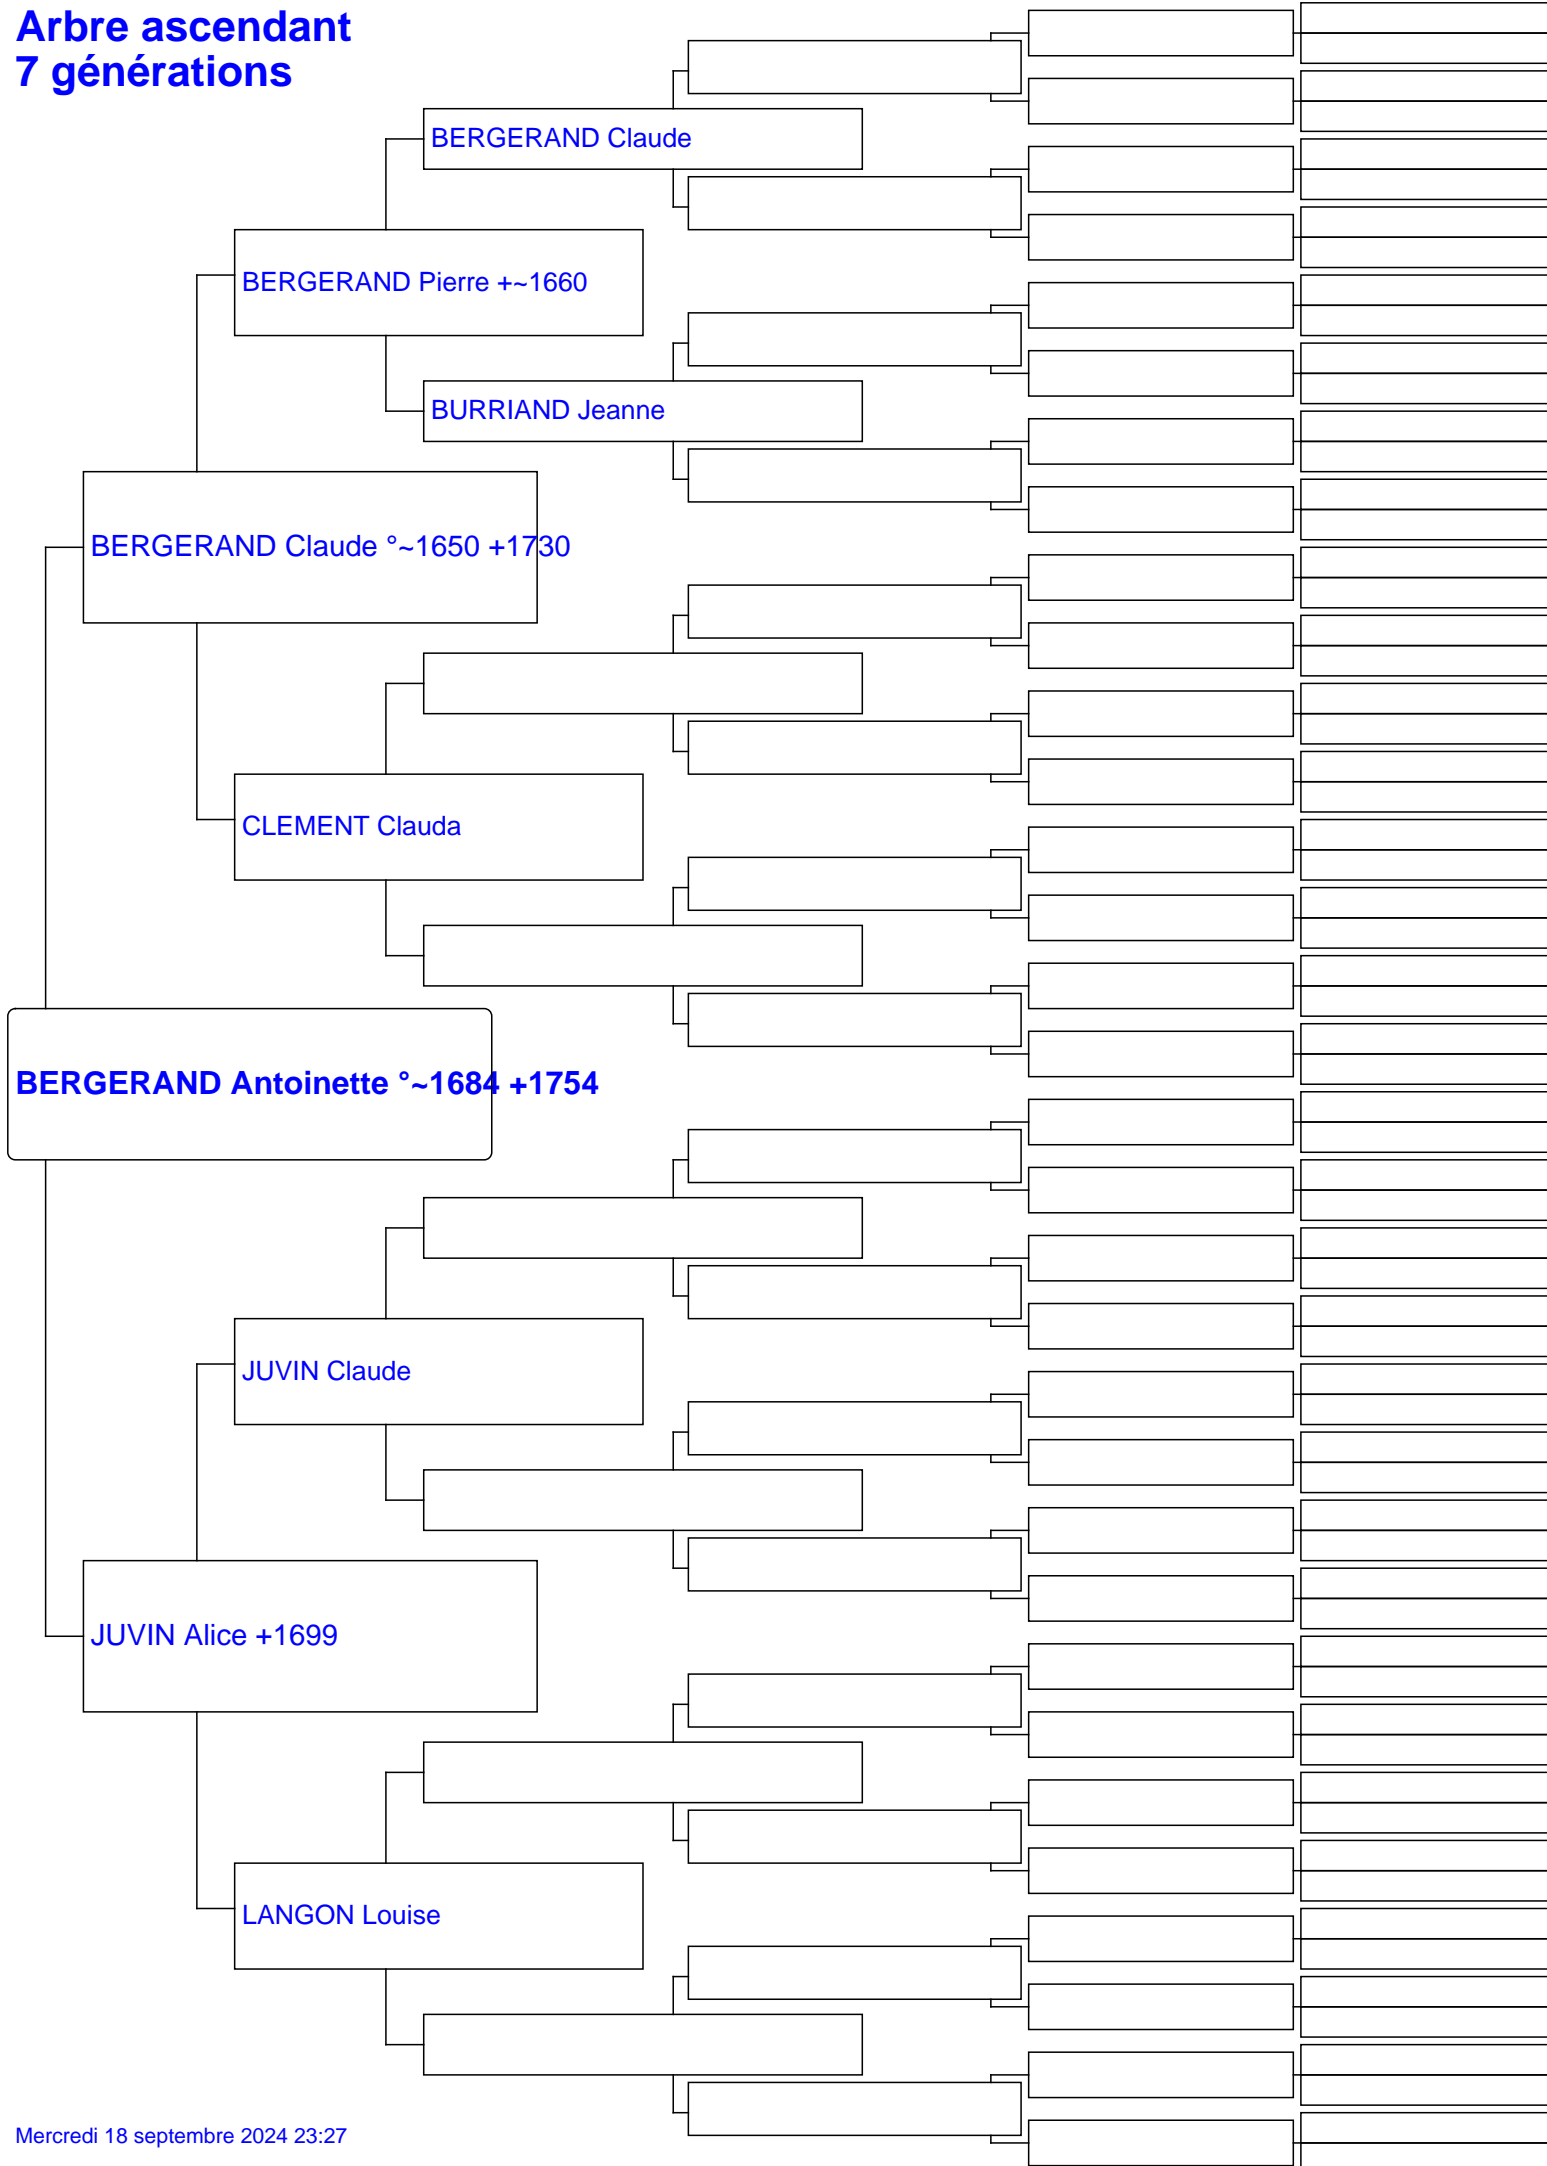 Arbre ascendant
7 générations
BERGERAND Claude
BERGERAND Pierre +~1660
BURRIAND Jeanne
BERGERAND Claude °~1650 +1730
CLEMENT Clauda
BERGERAND Antoinette °~1684 +1754
JUVIN Claude
JUVIN Alice +1699
LANGON Louise
Mercredi 18 septembre 2024 23:27